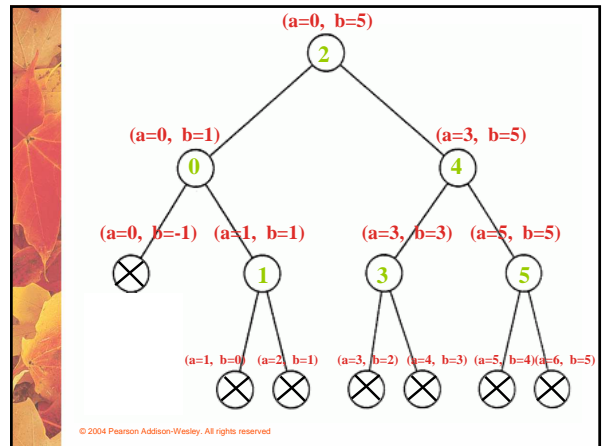 (a=0, b=5)
2
(a=0, b=1) (a=3, b=5)
0 4
(a=0, b=-1) (a=1, b=1) (a=3, b=3) (a=5, b=5)
1 3 5
(a=1, b=0) (a=2, b=1) (a=3, b=2) (a=4, b=3) (a=5, b=4) (a=6, b=5)
© 2004 Pearson Addison-Wesley. All rights reserved